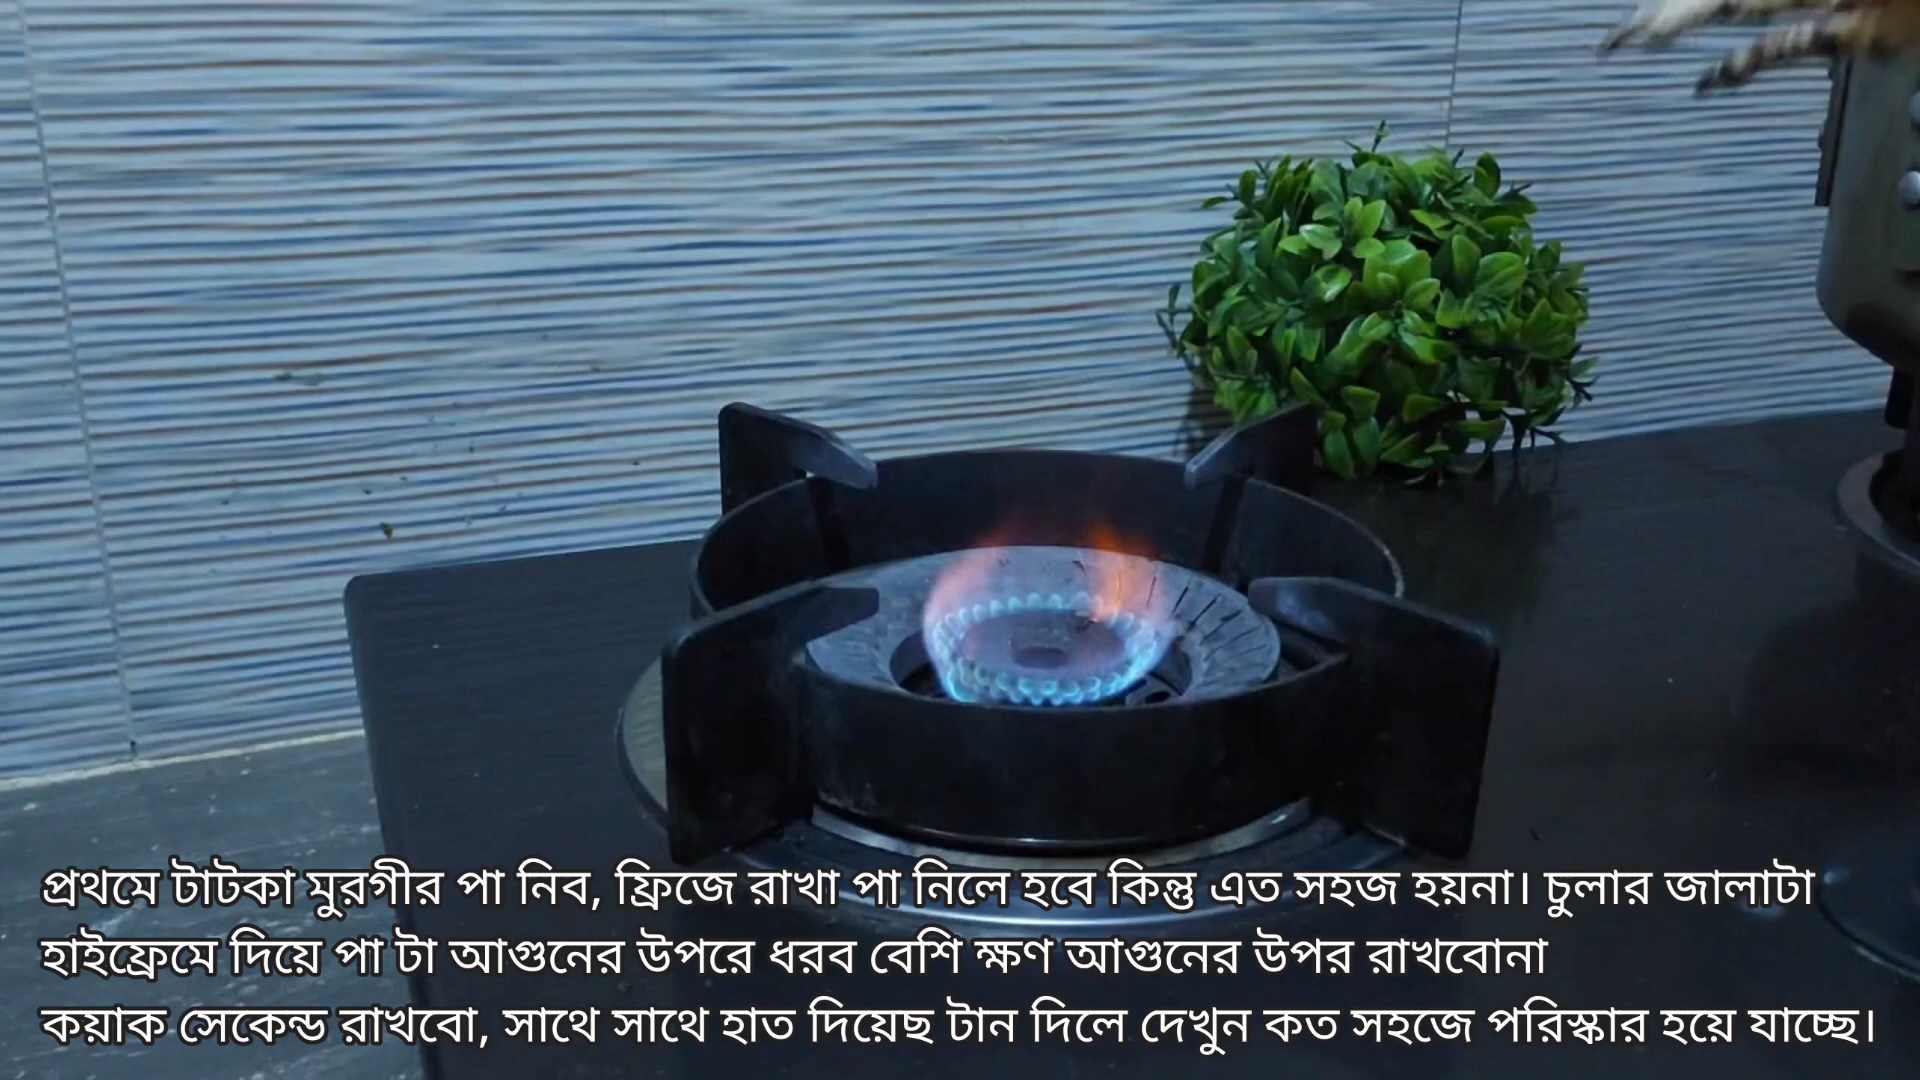 প্রথমে টাটকা মুরগীর পা নিব, ফ্রিজে রাখা পা নিলে হবে কিন্তু এত সহজ হয়না। চুলার জালাটা
হাইফ্রেমে দিয়ে পা টা আগুনের উপরে ধরব বেশি ক্ষণ আগুনের উপর রাখবোনা
কয়াক সেকেন্ড রাখবো, সাথে সাথে হাত দিয়েছ টান দিলে দেখুন কত সহজে পরিস্কার হয়ে যাচ্ছে।